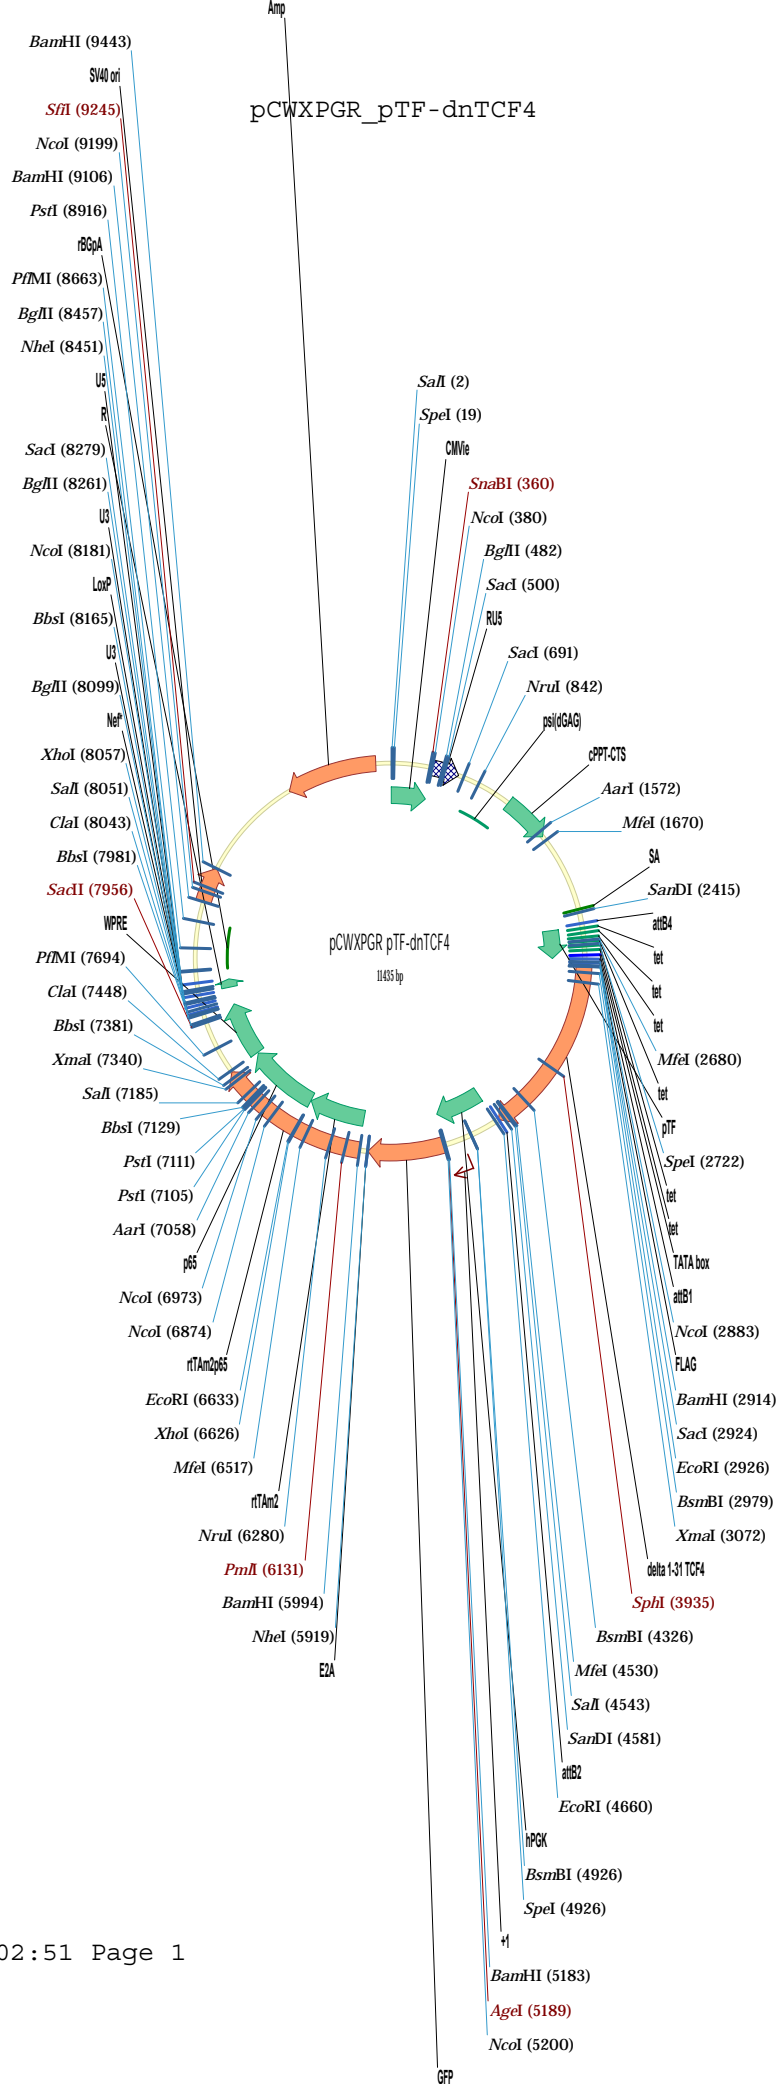 Amp
BamHI (9443)
SV40 ori
SfiI (9245)
NcoI (9199)
BamHI (9106)
PstI (8916)
rBGpA
PflMI (8663)
BglII (8457)
NheI (8451)
U5
R
SacI (8279)
BglII (8261)
U3
NcoI (8181)
LoxP
BbsI (8165)
U3
BglII (8099)
Nef*
XhoI (8057)
SalI (8051)
ClaI (8043)
BbsI (7981)
SacII (7956)
WPRE
PflMI (7694)
ClaI (7448)
BbsI (7381)
XmaI (7340)
SalI (7185)
BbsI (7129)
PstI (7111)
PstI (7105)
AarI (7058)
p65
NcoI (6973)
NcoI (6874)
rtTAm2p65
EcoRI (6633)
XhoI (6626)
MfeI (6517)
rtTAm2
NruI (6280)
PmlI (6131)
BamHI (5994)
NheI (5919)
E2A
pCWXPGR_pTF-dnTCF4
SalI (2)
SpeI (19)
CMVie
SnaBI (360)
NcoI (380)
BglII (482)
SacI (500)
RU5
SacI (691)
NruI (842)
psi(dGAG)
cPPT-CTS
AarI (1572)
MfeI (1670)
SA
SanDI (2415)
attB4
tet
tet
tet
MfeI (2680)
tet
pTF
SpeI (2722)
tet
tet
TATA box
attB1
NcoI (2883)
FLAG
BamHI (2914)
SacI (2924)
EcoRI (2926)
BsmBI (2979)
XmaI (3072)
delta 1-31 TCF4
SphI (3935)
BsmBI (4326)
MfeI (4530)
SalI (4543)
SanDI (4581)
attB2
EcoRI (4660)
hPGK
BsmBI (4926)
SpeI (4926)
+1
BamHI (5183)
AgeI (5189)
NcoI (5200)
GFP
pCWXPGR pTF-dnTCF4
11435 bp
02:51 Page 1